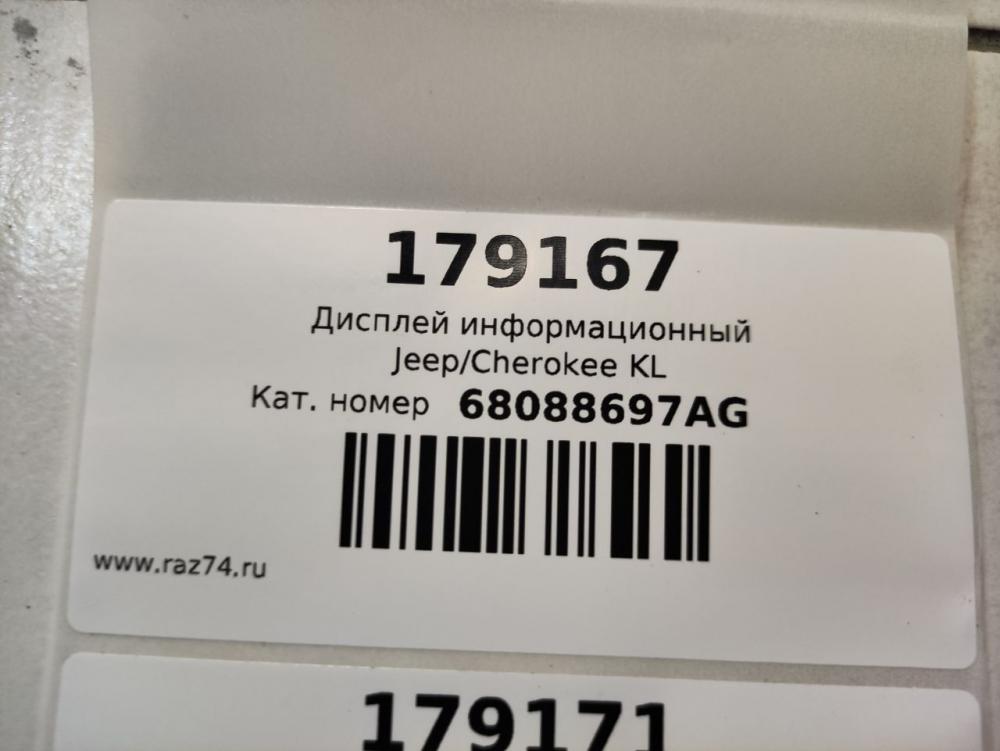 179167
Дисплей информационный
Jeep/Cherokee KL
Кат. номер 68088697AG
www.raz74.ru
179171